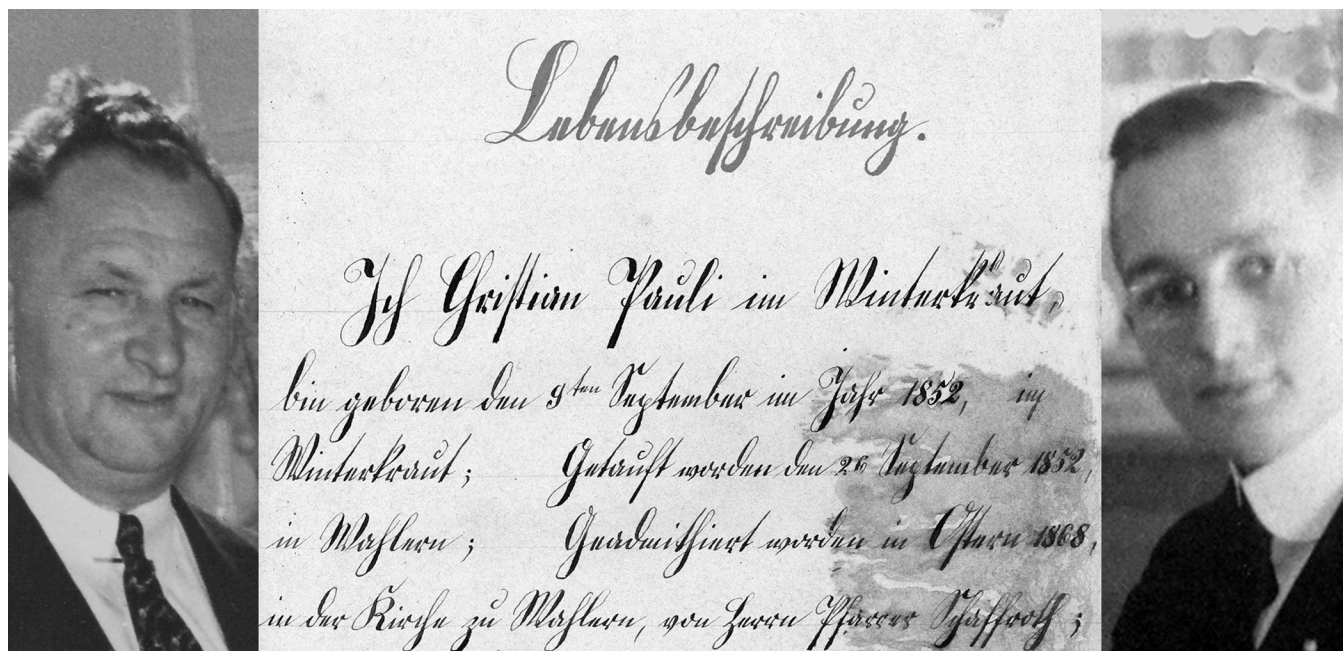 Lebensbeschreibung.
Ich Christian Pauli im Winterkraut,
bin geboren den 9ten September im Jahr 1852, im
Winterkraut; Getauft worden den 26 September 1852,
in Wahlern; Geadmithiert worden in Ostern 1868,
in der Kirche zu Wahlern, von Herrn Pfarrer Schaffroth;